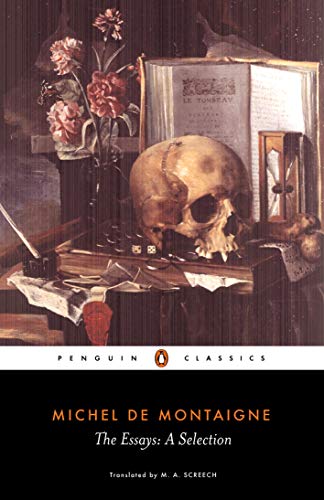 LE TOMBEAU
PENGUIN CLASSICS
MICHEL DE MONTAIGNE
The Essays: A Selection
Translated by M. A. SCREECH